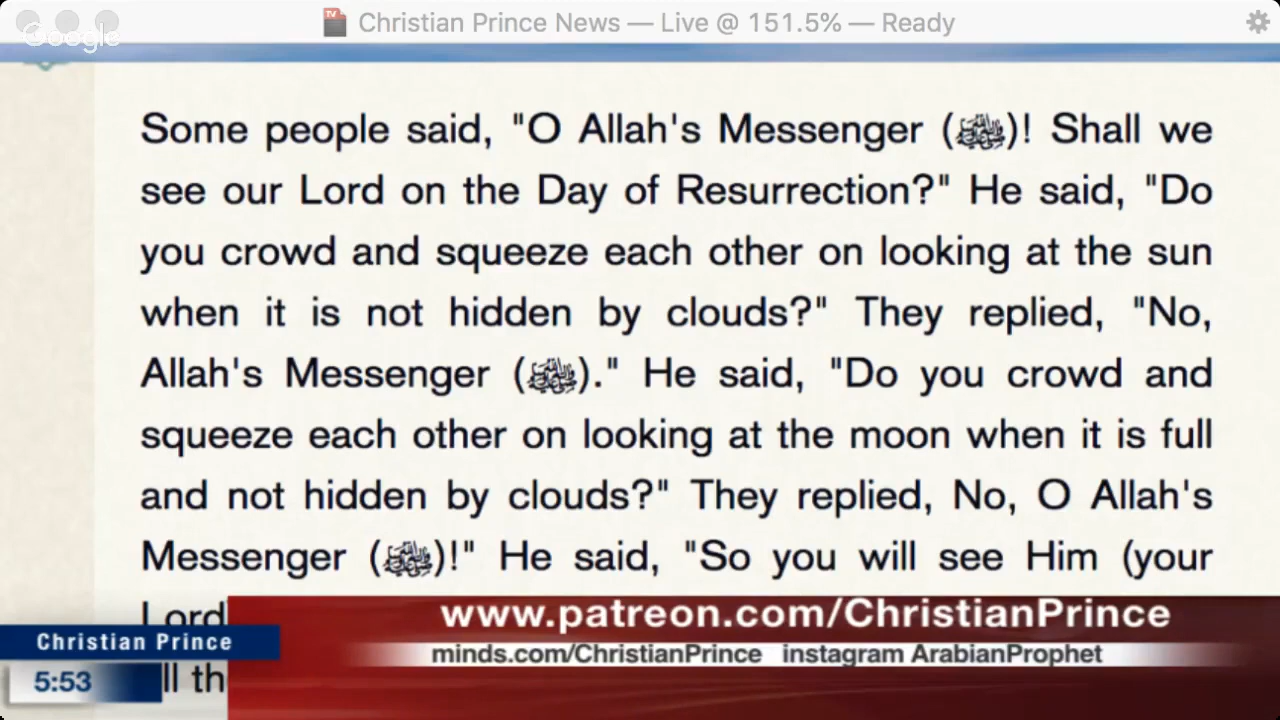 Christian Prince News — Live @ 151.5% — Ready
Google
Some people said, "O Allah's Messenger (ﷺ)! Shall we
see our Lord on the Day of Resurrection?" He said, "Do
you crowd and squeeze each other on looking at the sun
when it is not hidden by clouds?" They replied, "No,
Allah's Messenger (ﷺ)." He said, "Do you crowd and
squeeze each other on looking at the moon when it is full
and not hidden by clouds?" They replied, No, O Allah's
Messenger (ﷺ)!" He said, "So you will see Him (your
Lord
www.patreon.com/ChristianPrince
Christian Prince
minds.com/ChristianPrince instagram ArabianProphet
5:53
th